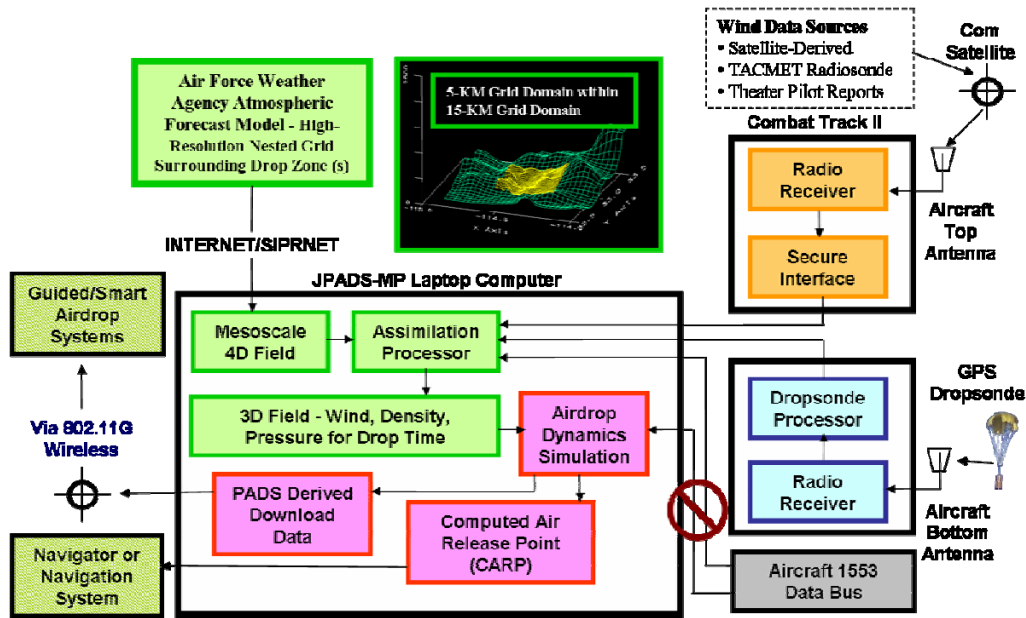 Wind Data Sources
• Satellite-Derived
• TACMET Radiosonde
• Theater Pilot Reports
Com
Satellite
Air Force Weather
Agency Atmospheric
Forecast Model - High-
Resolution Nested Grid
Surrounding Drop Zone (s)
5-KM Grid Domain within
15-KM Grid Domain
X Axis
Y Axis
Combat Track II
Radio
Receiver
Secure
Interface
Aircraft
Top
Antenna
INTERNET/SIPRNET
JPADS-MP Laptop Computer
Guided/Smart
Airdrop
Systems
Mesoscale
4D Field
Assimilation
Processor
3D Field - Wind, Density,
Pressure for Drop Time
Airdrop
Dynamics
Simulation
Via 802.11G
Wireless
PADS Derived
Download
Data
Computed Air
Release Point
(CARP)
Navigator or
Navigation
System
GPS
Dropsonde
Dropsonde
Processor
Radio
Receiver
Aircraft
Bottom
Antenna
Aircraft 1553
Data Bus